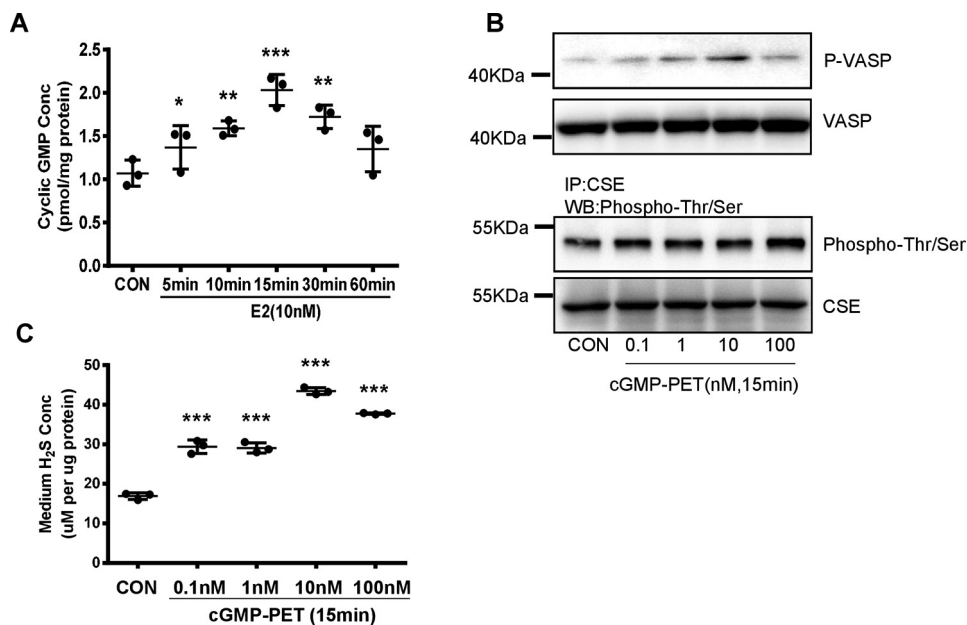 A
Cyclic GMP Conc
(pmol/mg protein)
2.5
2.0
1.5
1.0
0.5
0.0
*
**
***
**
CON
5min 10min 15min 30min 60min
E2(10nM)
B
40KDa
P-VASP
40KDa
VASP
IP:CSE
WB:Phospho-Thr/Ser
55KDa
Phospho-Thr/Ser
55KDa
CSE
CON 0.1 1 10 100
cGMP-PET(nM,15min)
C
Medium H₂S Conc
(uM per ug protein)
50
40
30
20
10
0
***
***
***
***
CON 0.1nM 1nM 10nM 100nM
cGMP-PET (15min)